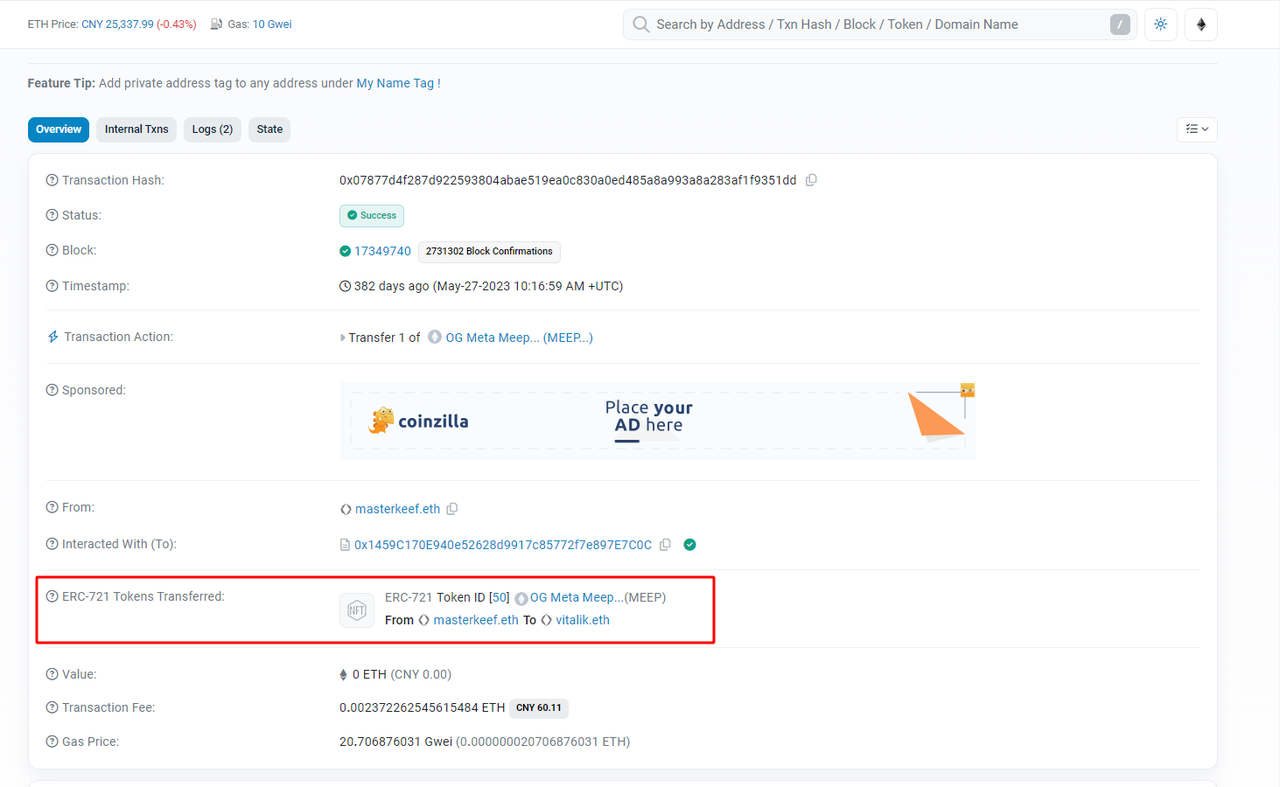 ETH Price: CNY 25,337.99 (-0.43%) Gas: 10 Gwei
Search by Address / Txn Hash / Block / Token / Domain Name /
Feature Tip: Add private address tag to any address under My Name Tag !
Overview Internal Txns Logs (2) State
Transaction Hash: 0x07877d4f287d922593804abae519ea0c830a0ed485a8a993a8a283af1f9351dd
Status: Success
Block: 17349740 2731302 Block Confirmations
Timestamp: 382 days ago (May-27-2023 10:16:59 AM +UTC)
Transaction Action: Transfer 1 of OG Meta Meep... (MEEP...)
Sponsored:
coinzilla
Place your
AD here
From: masterkeef.eth
Interacted With (To): 0x1459C170E940e52628d9917c85772f7e897E7C0C
ERC-721 Tokens Transferred:
NFT
ERC-721 Token ID [50] OG Meta Meep...(MEEP)
From masterkeef.eth To vitalik.eth
Value: 0 ETH (CNY 0.00)
Transaction Fee: 0.002372262545615484 ETH CNY 60.11
Gas Price: 20.706876031 Gwei (0.000000020706876031 ETH)